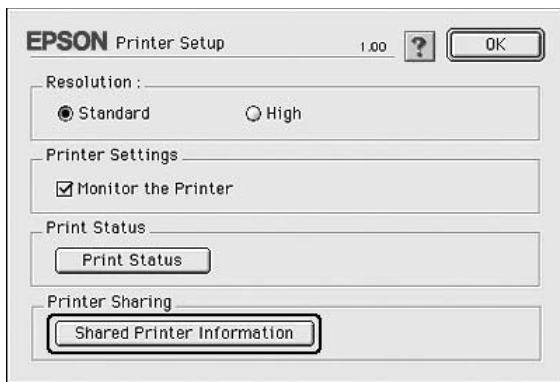 EPSON Printer Setup 1.00 ? OK
Resolution :
Standard High
Printer Settings
Monitor the Printer
Print Status
Print Status
Printer Sharing
Shared Printer Information